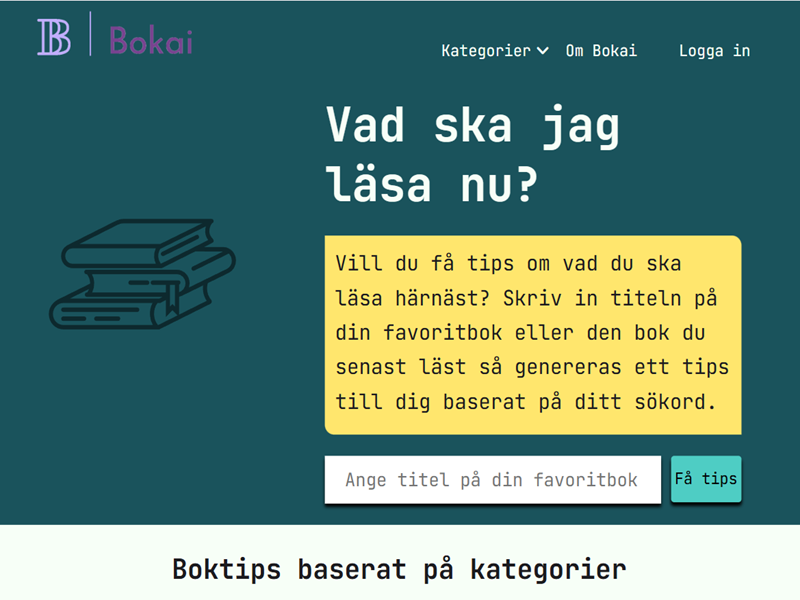 B Bokai
Kategorier Om Bokai Logga in
Vad ska jag
läsa nu?
Vill du få tips om vad du ska
läsa härnäst? Skriv in titeln på
din favoritbok eller den bok du
senast läst så genereras ett tips
till dig baserat på ditt sökord.
Ange titel på din favoritbok Få tips
Boktips baserat på kategorier